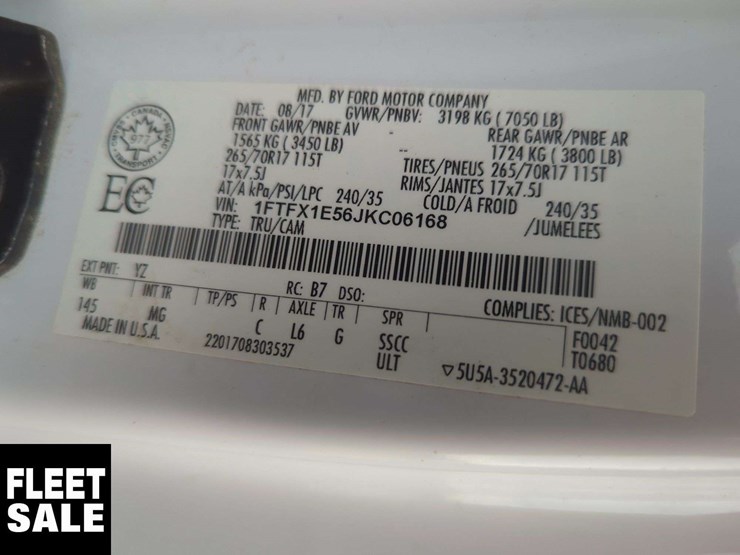 MFD. BY FORD MOTOR COMPANY
DATE: 08/17 GVWR/PNBV: 3198 KG ( 7050 LB)
FRONT GAWR/PNBE AV - REAR GAWR/PNBE AR
1565 KG ( 3450 LB) 1724 KG ( 3800 LB)
265/70R17 115T TIRES/PNEUS 265/70R17 115T
17x7.5J RIMS/JANTES 17x7.5J
AT/A kPa/PSI/LPC 240/35 COLD/A FROID 240/35
VIN: 1FTFX1E56JKC06168 /JUMELEES
TYPE: TRU/CAM
CANADA
TRANSPORT
977
EC
EXT PNT: YZ RC: B7 DSO: COMPLIES: ICES/NMB-002
WB INT TR TP/PS R AXLE TR SPR F0042
145 MG C L6 G SSCC T0680
MADE IN U.S.A. 2201708303537 ULT ▽5U5A-3520472-AA
FLEET
SALE